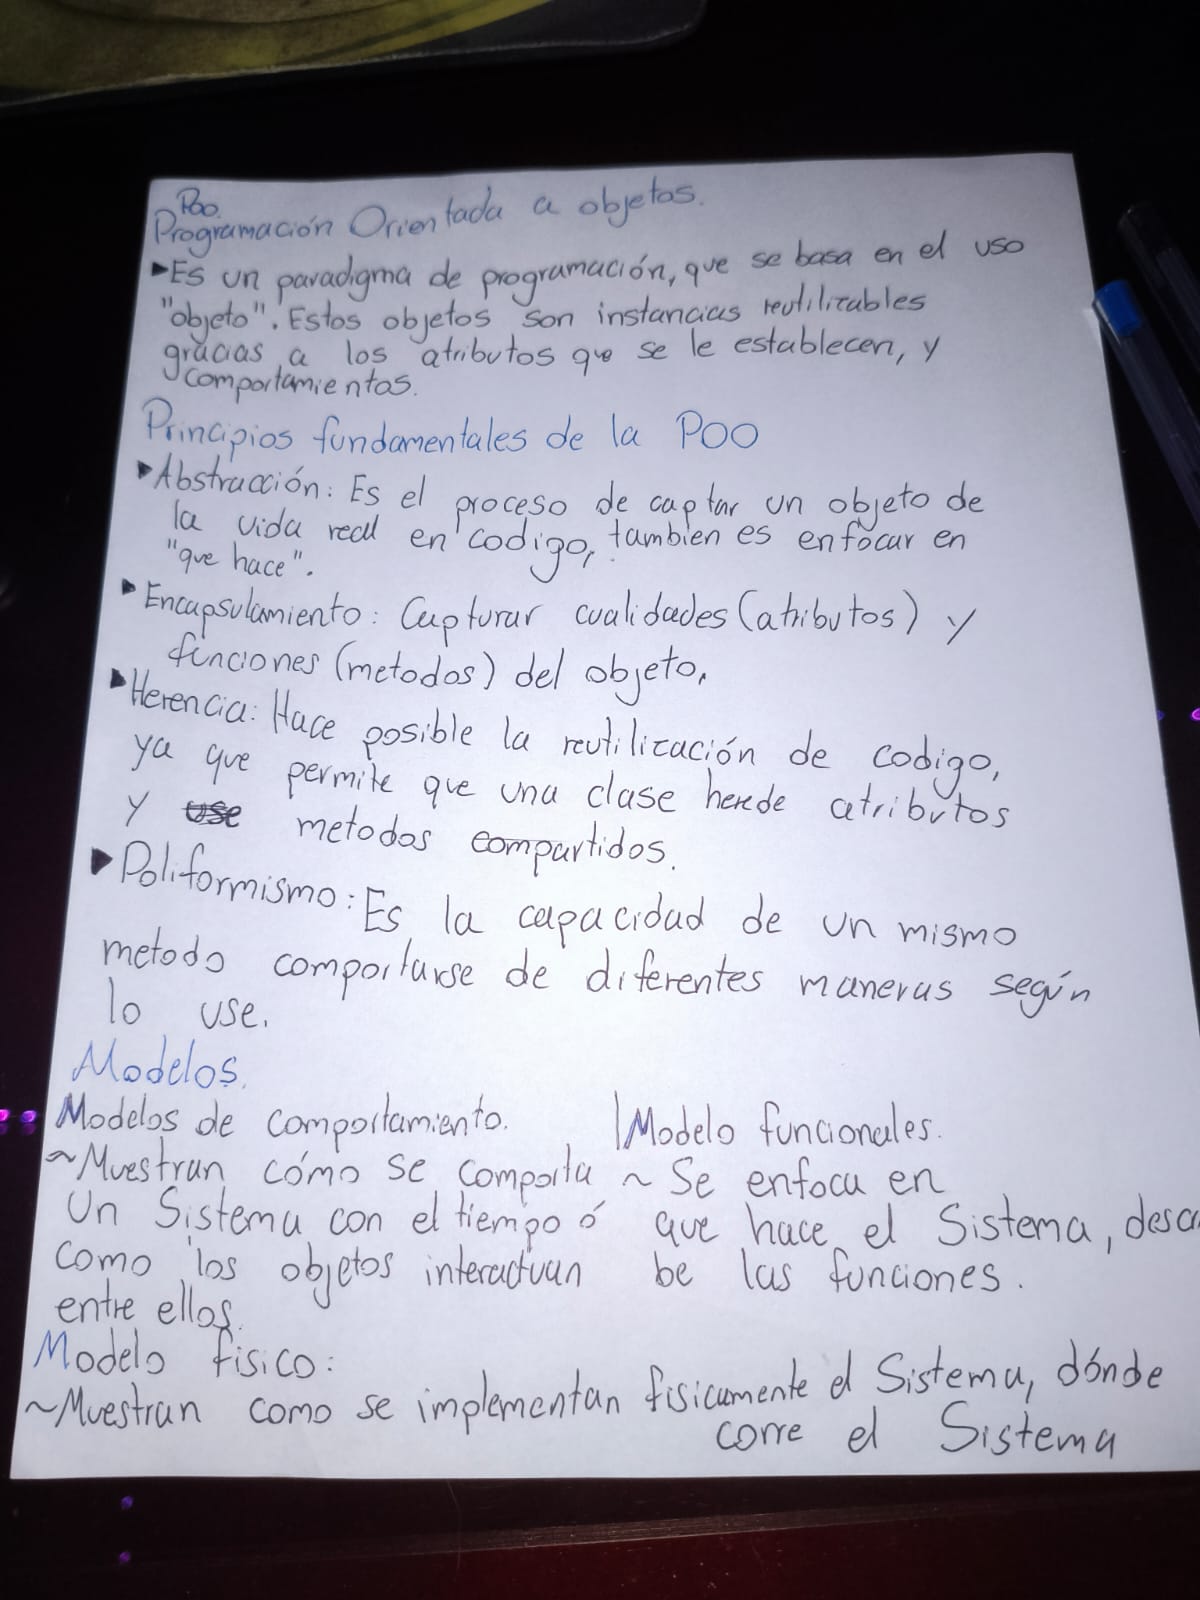 Poo.
Programación Orientada a objetos.
▶Es un paradigma de programación, que se basa en el uso
"objeto". Estos objetos son instancias reutilizables
gracias a los atributos que se le establecen, y
comportamientos.
Principios fundamentales de la POO
▶Abstracción: Es el proceso de captar un objeto de
la vida real en codigo, tambien es enfocar en
"que hace".
▶Encapsulamiento: Capturar cualidades (atributos) y
funciones (metodos) del objeto.
▶Herencia: Hace posible la reutilización de codigo,
ya que permite que una clase herede atributos
y use metodos compartidos.
▶Poliformismo: Es la capacidad de un mismo
metodo comportarse de diferentes maneras según
lo use.
Modelos.
Modelos de comportamiento.
~Muestran cómo se comporta
Un Sistema con el tiempo ó
como los objetos interactuan
entre ellos.
|Modelo funcionales.
~ Se enfoca en
que hace el Sistema, descri
be las funciones.
Modelo fisico:
~Muestran como se implementan fisicamente el Sistema, dónde
corre el Sistema